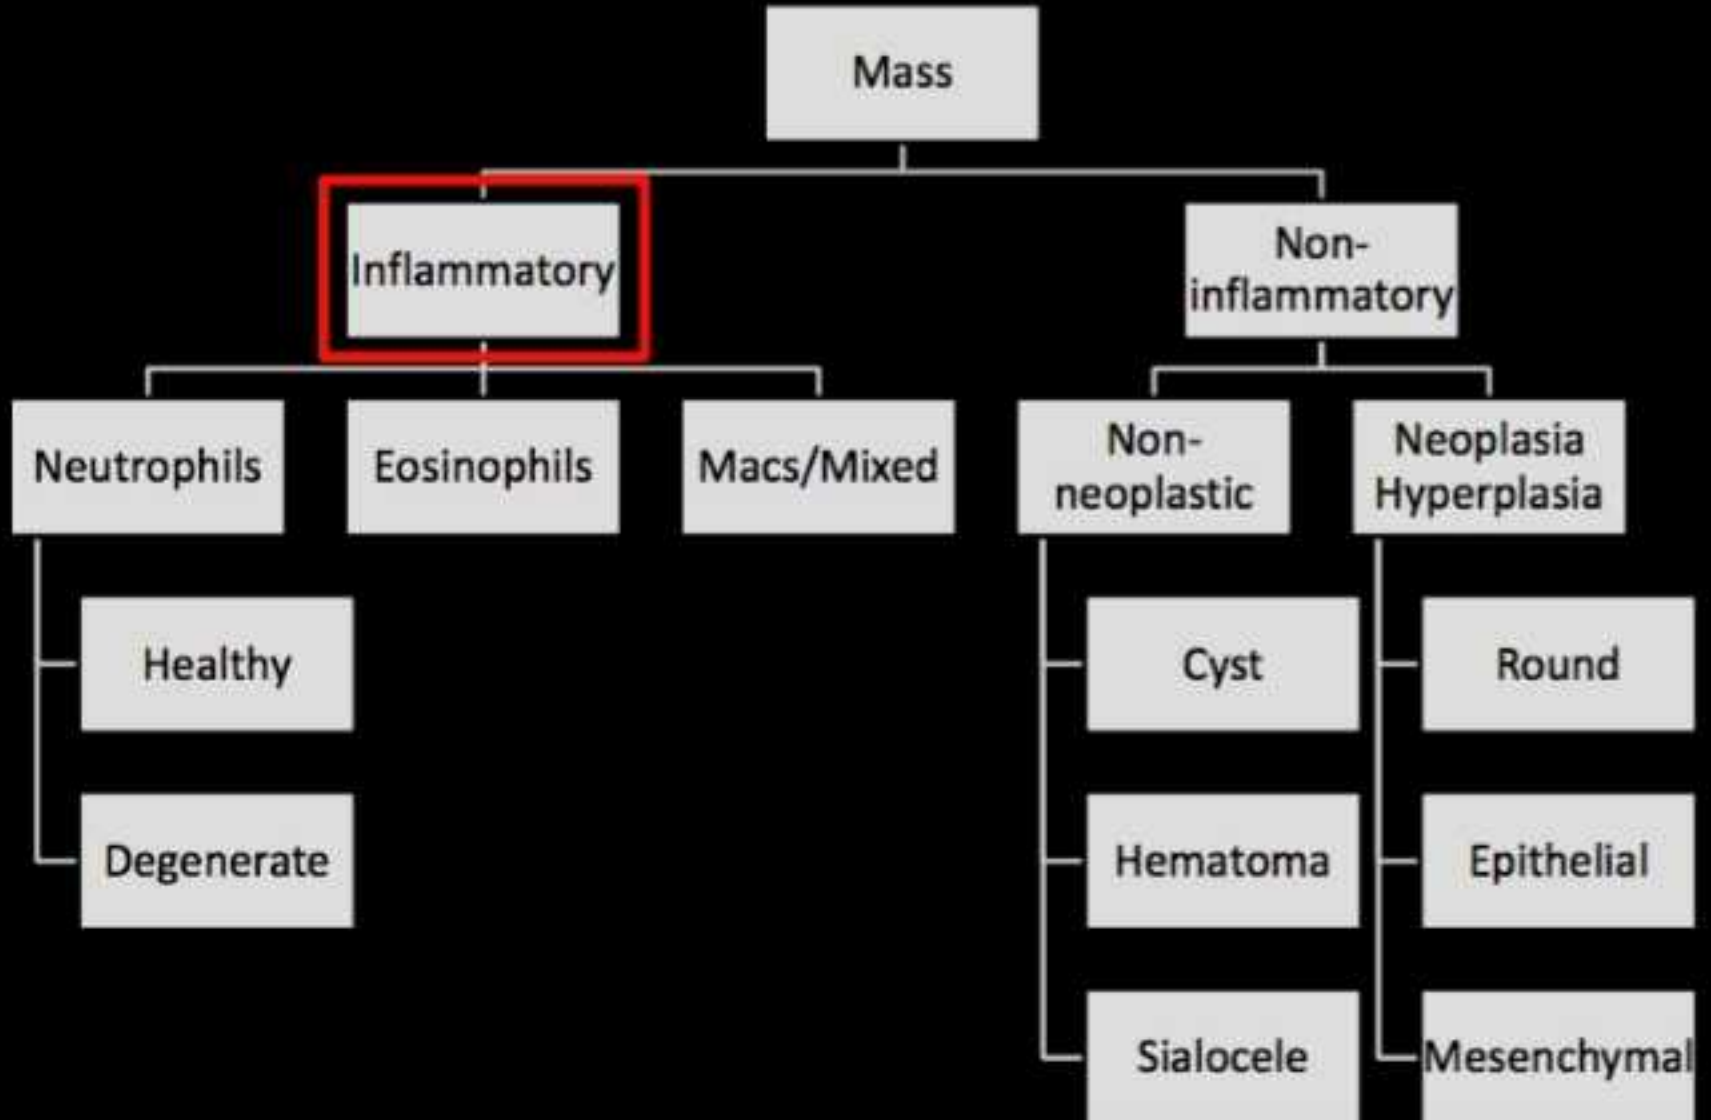 Mass
Inflammatory
Non-
inflammatory
Neutrophils
Eosinophils
Macs/Mixed
Non-
neoplastic
Neoplasia
Hyperplasia
Healthy
Cyst
Round
Degenerate
Hematoma
Epithelial
Sialocele
Mesenchymal